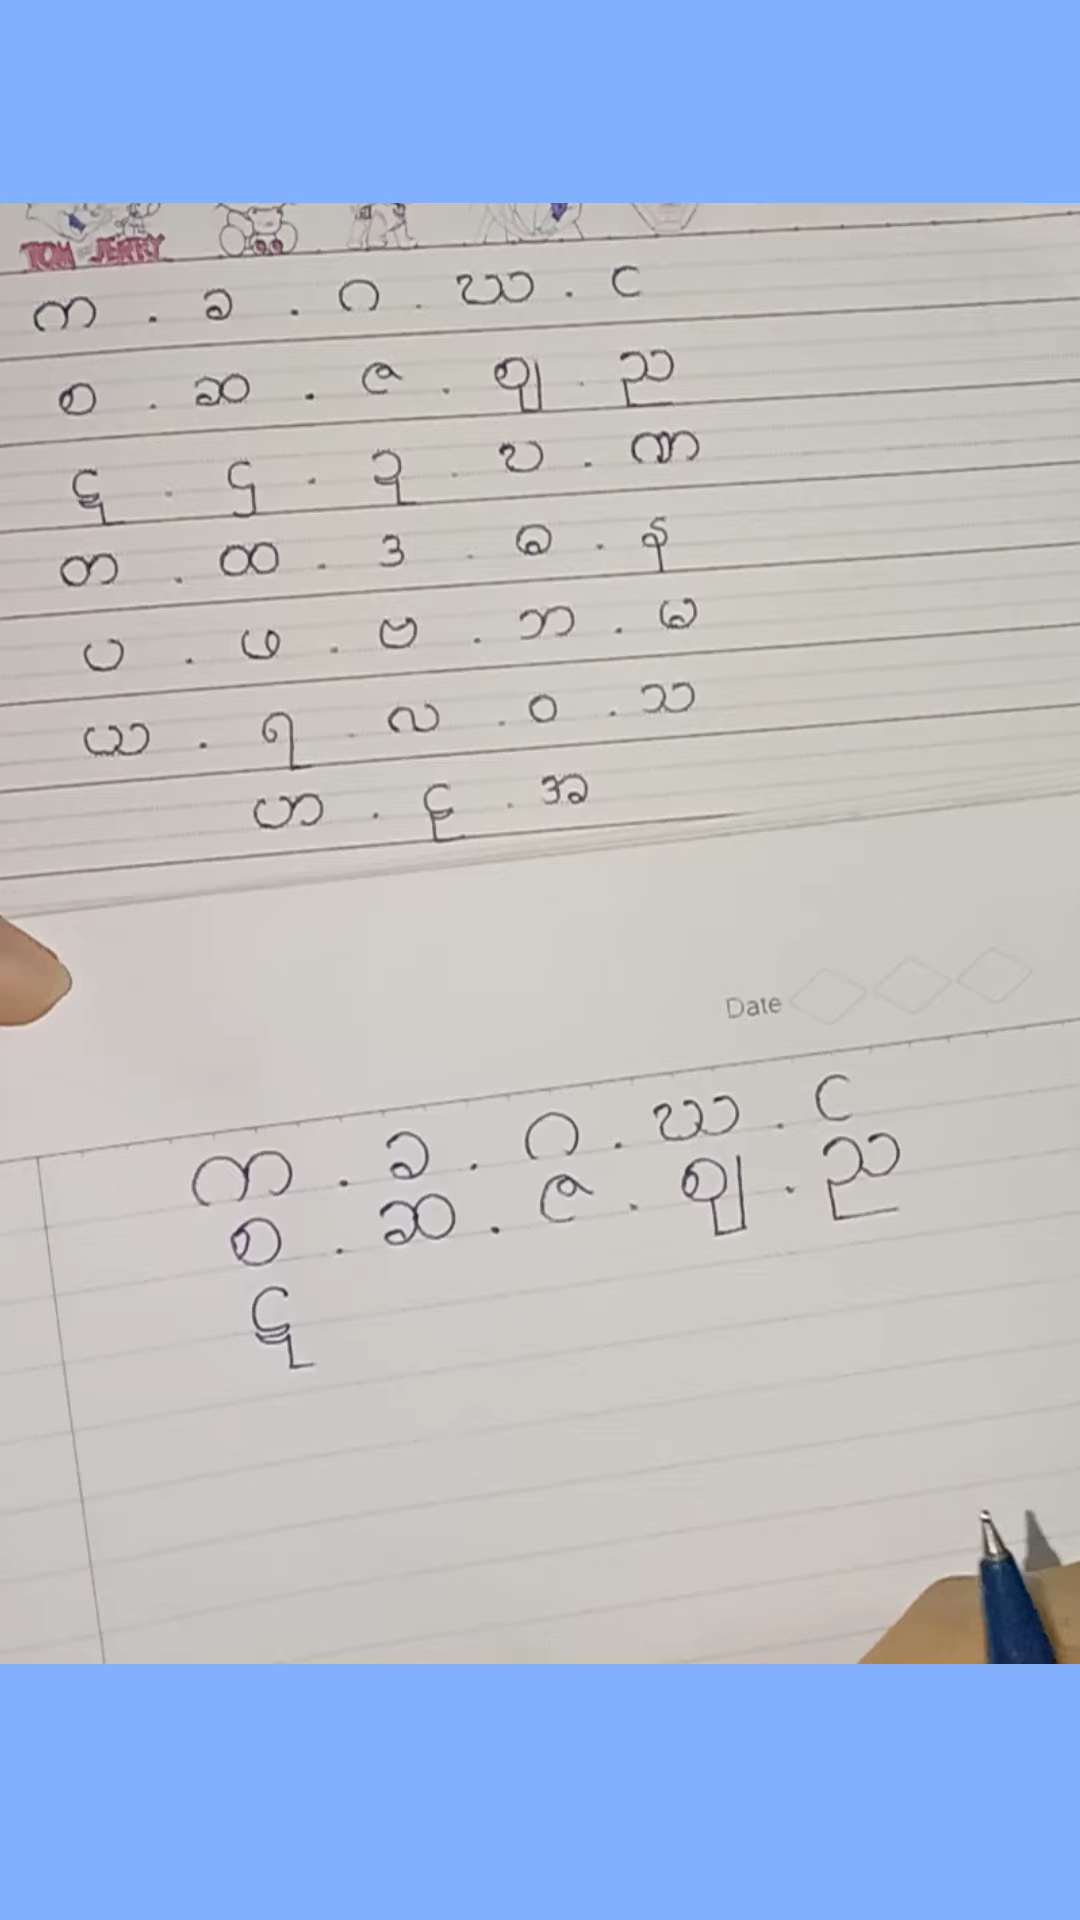 TOM AND JERRY
က . ခ . ဂ . ဃ . င
စ . ဆ . ဇ . ဈ . ည
ဋ . ဌ . ဍ . ဎ . ဏ
တ . ထ . ဒ . ဓ . န
ပ . ဖ . ဗ . ဘ . မ
ယ . ရ . လ . ဝ . သ
ဟ . ဠ . အ
Date
က . ခ . ဂ . ဃ . င
စ . ဆ . ဇ . ဈ . ည
ဋ